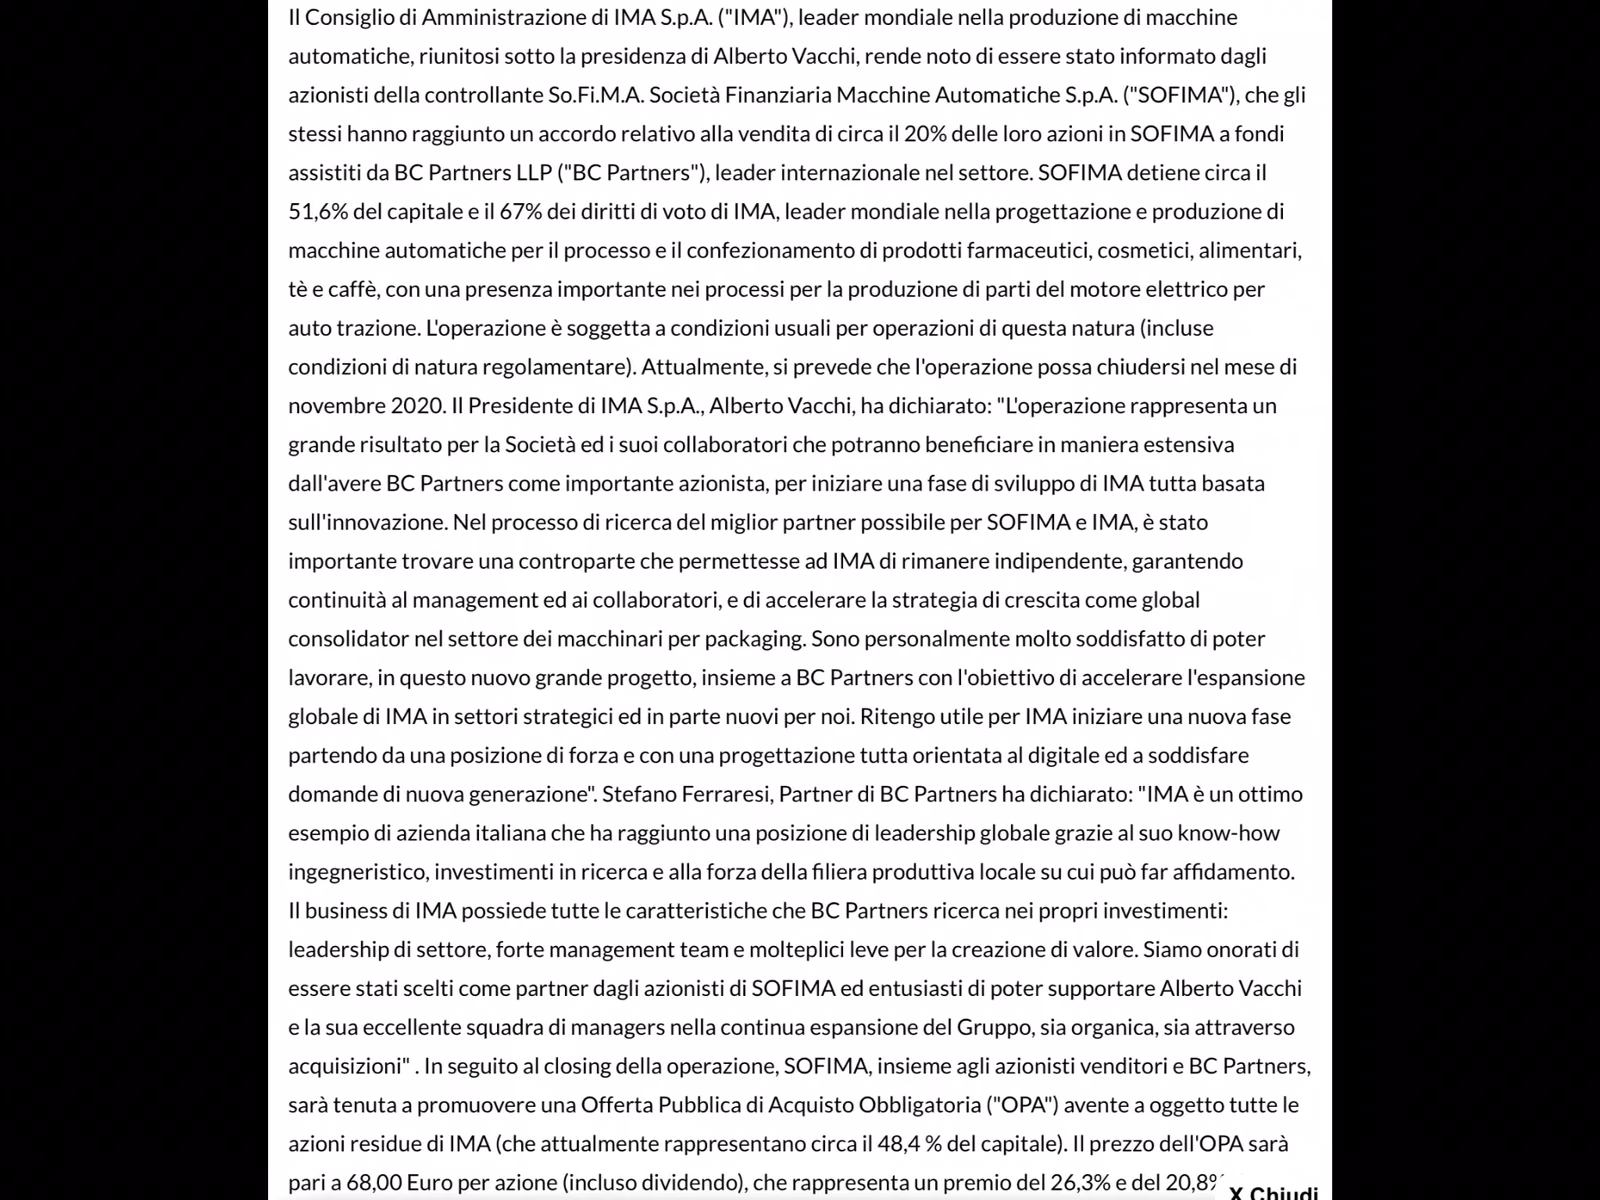 Il Consiglio di Amministrazione di IMA S.p.A. ("IMA"), leader mondiale nella produzione di macchine
automatiche, riunitosi sotto la presidenza di Alberto Vacchi, rende noto di essere stato informato dagli
azionisti della controllante So.Fi.M.A. Società Finanziaria Macchine Automatiche S.p.A. ("SOFIMA"), che gli
stessi hanno raggiunto un accordo relativo alla vendita di circa il 20% delle loro azioni in SOFIMA a fondi
assistiti da BC Partners LLP ("BC Partners"), leader internazionale nel settore. SOFIMA detiene circa il
51,6% del capitale e il 67% dei diritti di voto di IMA, leader mondiale nella progettazione e produzione di
macchine automatiche per il processo e il confezionamento di prodotti farmaceutici, cosmetici, alimentari,
tè e caffè, con una presenza importante nei processi per la produzione di parti del motore elettrico per
auto trazione. L'operazione è soggetta a condizioni usuali per operazioni di questa natura (incluse
condizioni di natura regolamentare). Attualmente, si prevede che l'operazione possa chiudersi nel mese di
novembre 2020. Il Presidente di IMA S.p.A., Alberto Vacchi, ha dichiarato: "L'operazione rappresenta un
grande risultato per la Società ed i suoi collaboratori che potranno beneficiare in maniera estensiva
dall'avere BC Partners come importante azionista, per iniziare una fase di sviluppo di IMA tutta basata
sull'innovazione. Nel processo di ricerca del miglior partner possibile per SOFIMA e IMA, è stato
importante trovare una controparte che permettesse ad IMA di rimanere indipendente, garantendo
continuità al management ed ai collaboratori, e di accelerare la strategia di crescita come global
consolidator nel settore dei macchinari per packaging. Sono personalmente molto soddisfatto di poter
lavorare, in questo nuovo grande progetto, insieme a BC Partners con l'obiettivo di accelerare l'espansione
globale di IMA in settori strategici ed in parte nuovi per noi. Ritengo utile per IMA iniziare una nuova fase
partendo da una posizione di forza e con una progettazione tutta orientata al digitale ed a soddisfare
domande di nuova generazione". Stefano Ferraresi, Partner di BC Partners ha dichiarato: "IMA è un ottimo
esempio di azienda italiana che ha raggiunto una posizione di leadership globale grazie al suo know-how
ingegneristico, investimenti in ricerca e alla forza della filiera produttiva locale su cui può far affidamento.
Il business di IMA possiede tutte le caratteristiche che BC Partners ricerca nei propri investimenti:
leadership di settore, forte management team e molteplici leve per la creazione di valore. Siamo onorati di
essere stati scelti come partner dagli azionisti di SOFIMA ed entusiasti di poter supportare Alberto Vacchi
e la sua eccellente squadra di managers nella continua espansione del Gruppo, sia organica, sia attraverso
acquisizioni" . In seguito al closing della operazione, SOFIMA, insieme agli azionisti venditori e BC Partners,
sarà tenuta a promuovere una Offerta Pubblica di Acquisto Obbligatoria ("OPA") avente a oggetto tutte le
azioni residue di IMA (che attualmente rappresentano circa il 48,4 % del capitale). Il prezzo dell'OPA sarà
pari a 68,00 Euro per azione (incluso dividendo), che rappresenta un premio del 26,3% e del 20,8%
X Chiudi